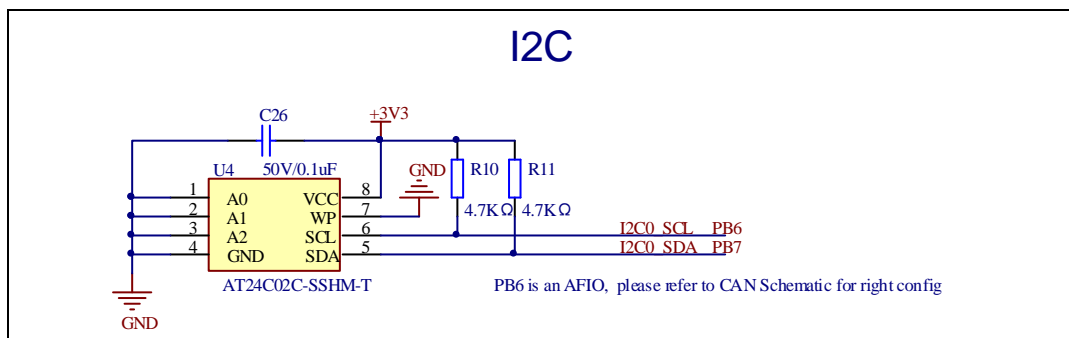 I2C
+3V3
C26
U4 50V/0.1uF GND R10 R11
1 A0 VCC 8
2 A1 WP 7 4.7KΩ 4.7KΩ
3 A2 SCL 6 I2C0_SCL PB6
4 GND SDA 5 I2C0_SDA PB7
AT24C02C-SSHM-T PB6 is an AFIO, please refer to CAN Schematic for right config
GND